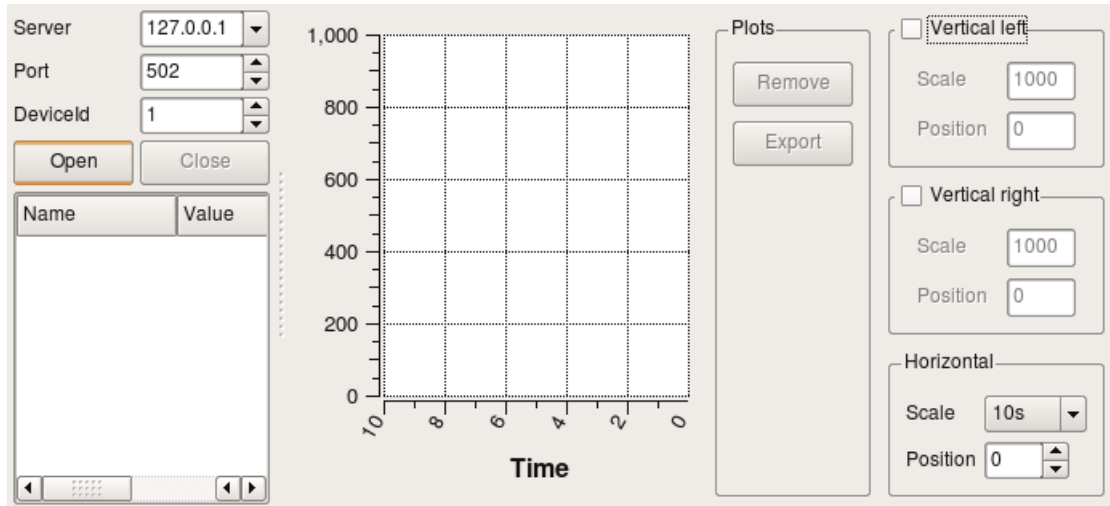 Server 127.0.0.1
Port 502
DeviceId 1
Open Close
Name Value
1,000
800
600
400
200
0
10 8 6 4 2 0
Time
Plots
Remove
Export
Vertical left
Scale 1000
Position 0
Vertical right
Scale 1000
Position 0
Horizontal
Scale 10s
Position 0